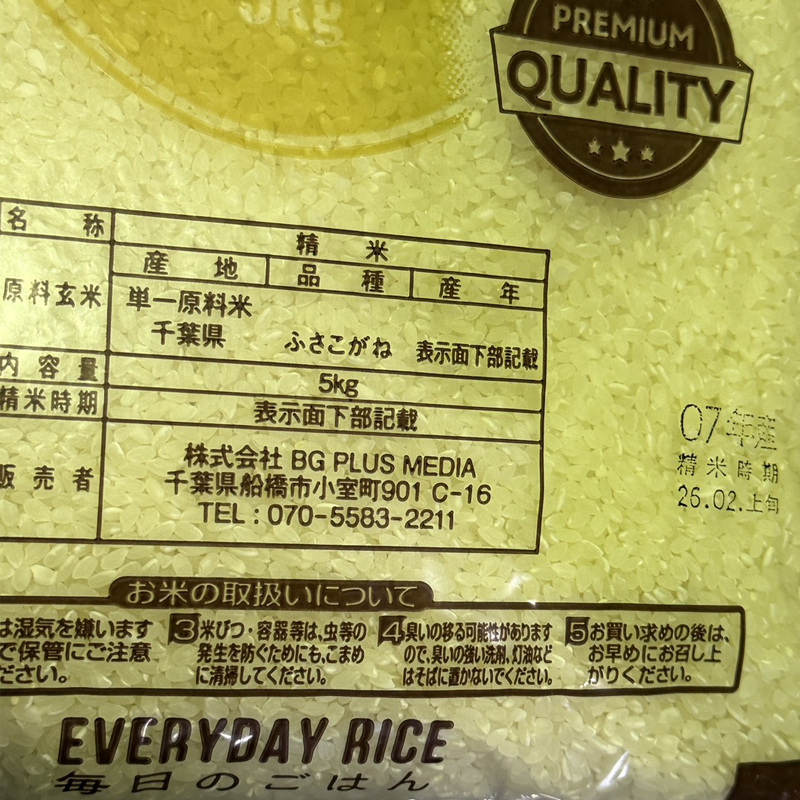 5kg
PREMIUM
QUALITY
名 称
精 米
原料玄米
産 地
品 種
産 年
単一原料米
千葉県
ふさこがね
表示面下部記載
内 容 量
5kg
精米時期
表示面下部記載
販 売 者
株式会社 BG PLUS MEDIA
千葉県船橋市小室町901 C-16
TEL : 070-5583-2211
07年産
精米時期
26.02.上旬
お米の取扱いについて
は湿気を嫌います
で保管にご注意
ださい。
3 米びつ・容器等は、虫等の
発生を防ぐためにも、こまめ
に清掃してください。
4 臭いの移る可能性があります
ので、臭いの強い洗剤、灯油など
はそばに置かないでください。
5 お買い求めの後は、
お早めにお召し上
がりください。
EVERYDAY RICE
毎日のごはん